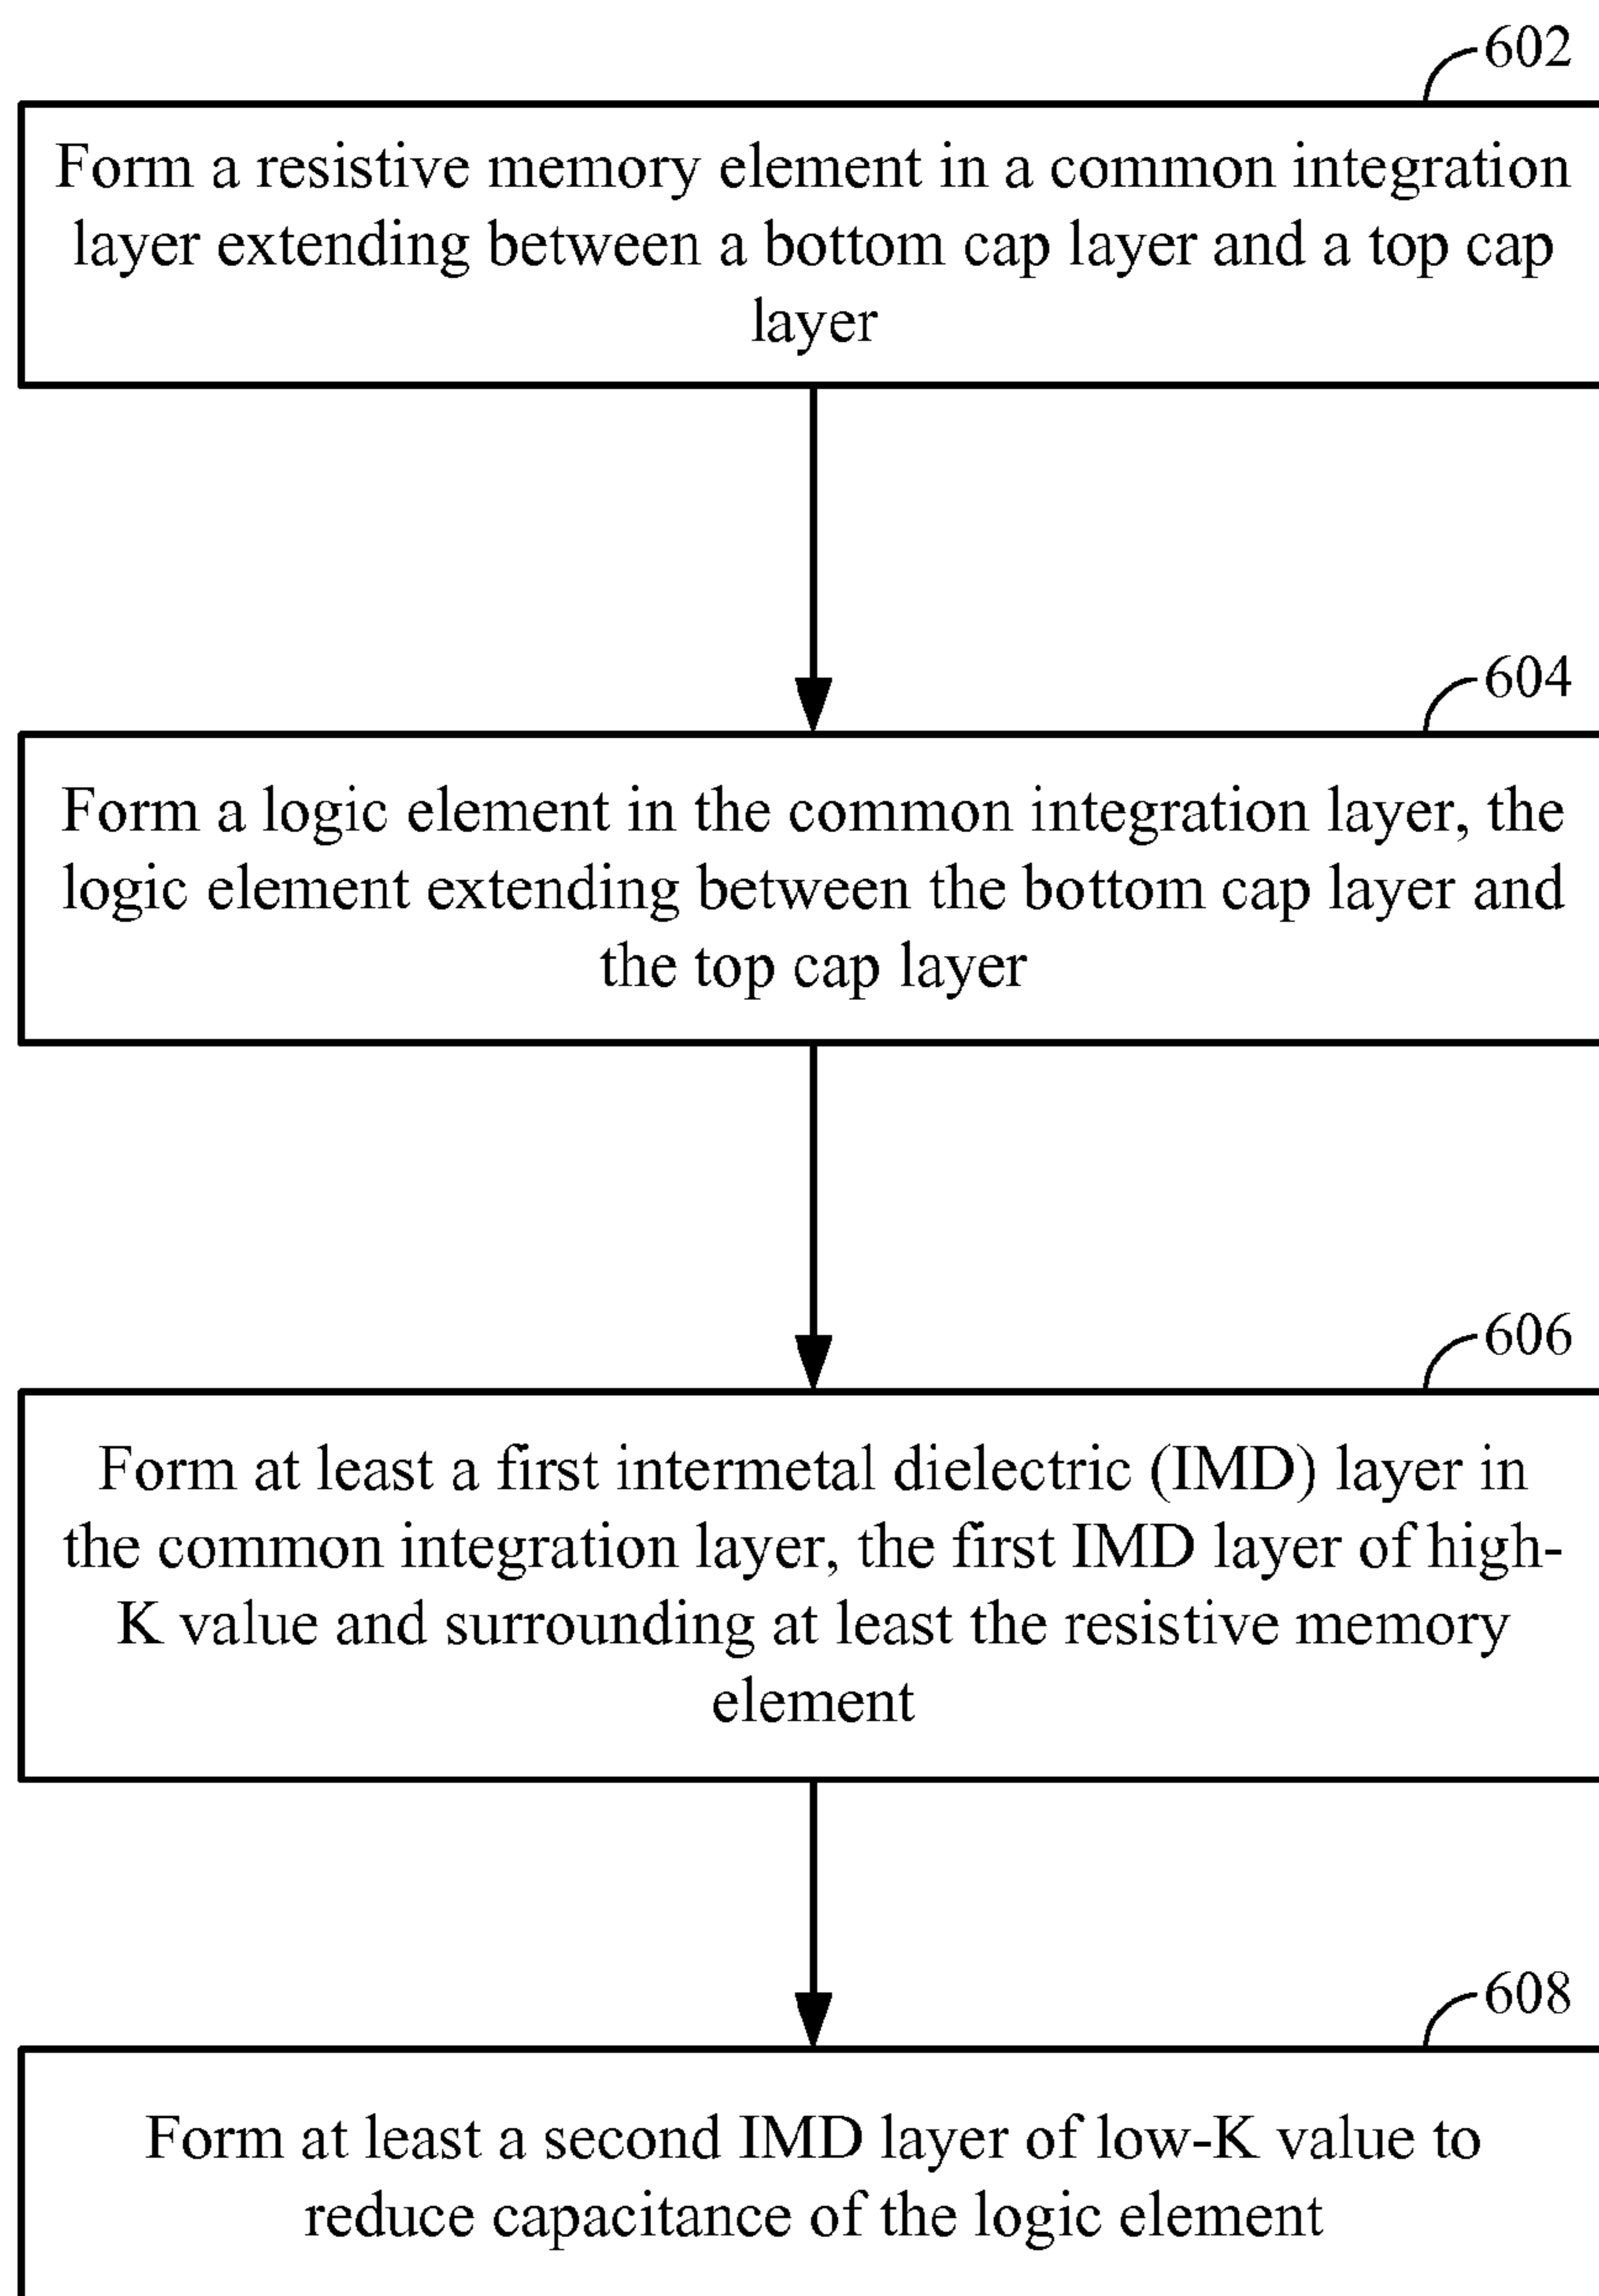 602
Form a resistive memory element in a common integration
layer extending between a bottom cap layer and a top cap
layer
604
Form a logic element in the common integration layer, the
logic element extending between the bottom cap layer and
the top cap layer
606
Form at least a first intermetal dielectric (IMD) layer in
the common integration layer, the first IMD layer of high-
K value and surrounding at least the resistive memory
element
608
Form at least a second IMD layer of low-K value to
reduce capacitance of the logic element